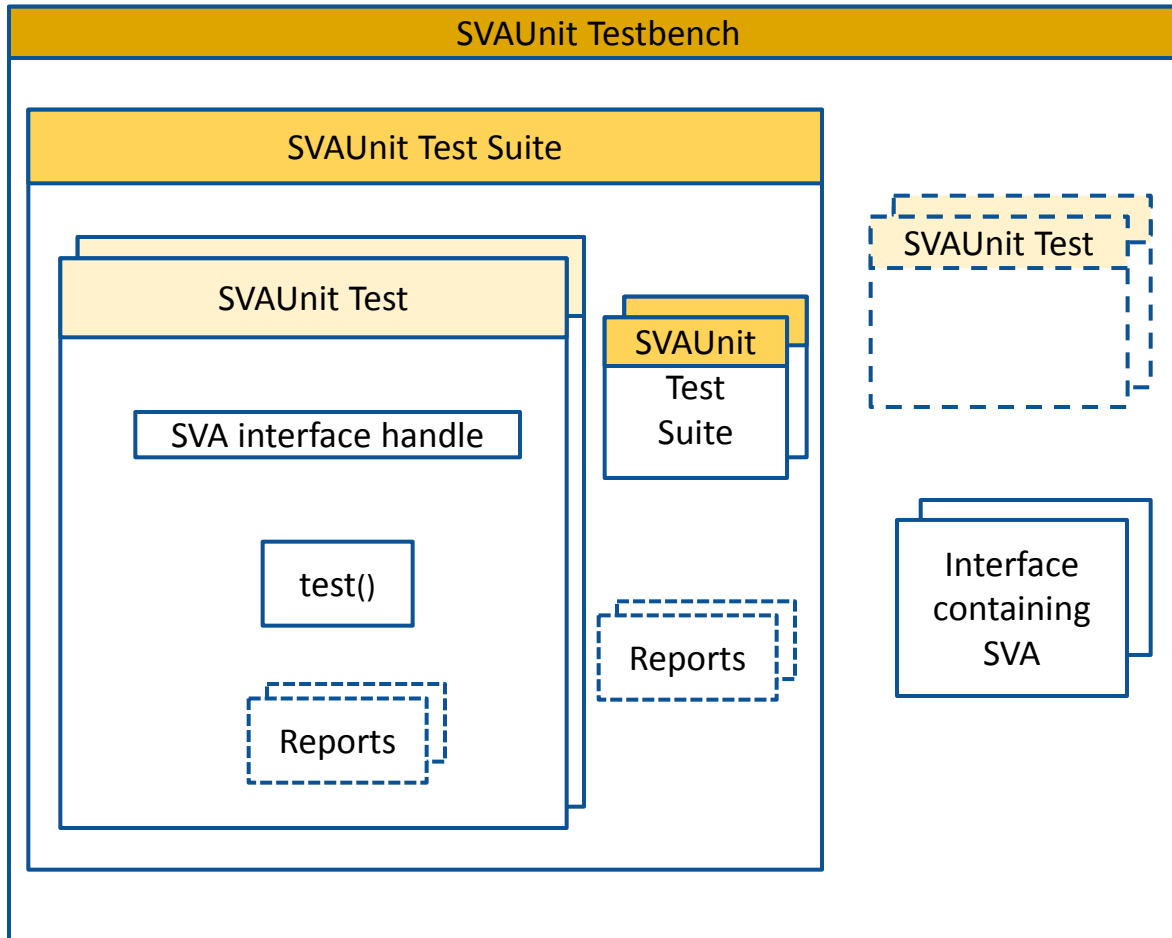 SVAUnit Testbench
SVAUnit Test Suite
SVAUnit Test
SVA interface handle
test()
Reports
SVAUnit
Test
Suite
Reports
SVAUnit Test
Interface
containing
SVA